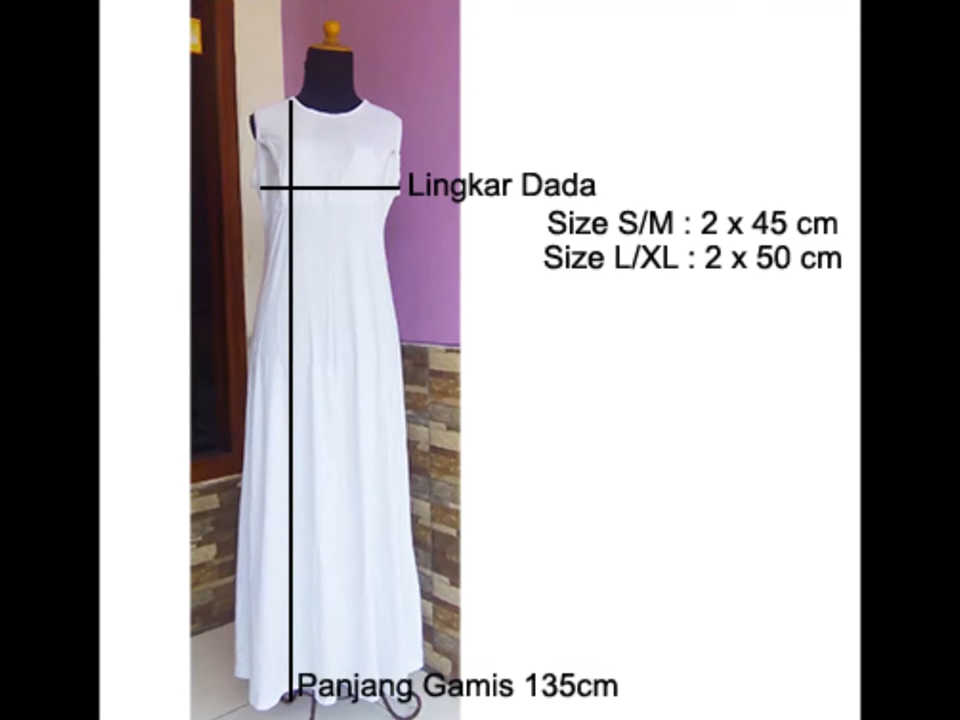 Lingkar Dada
Size S/M : 2 x 45 cm
Size L/XL : 2 x 50 cm
Panjang Gamis 135cm